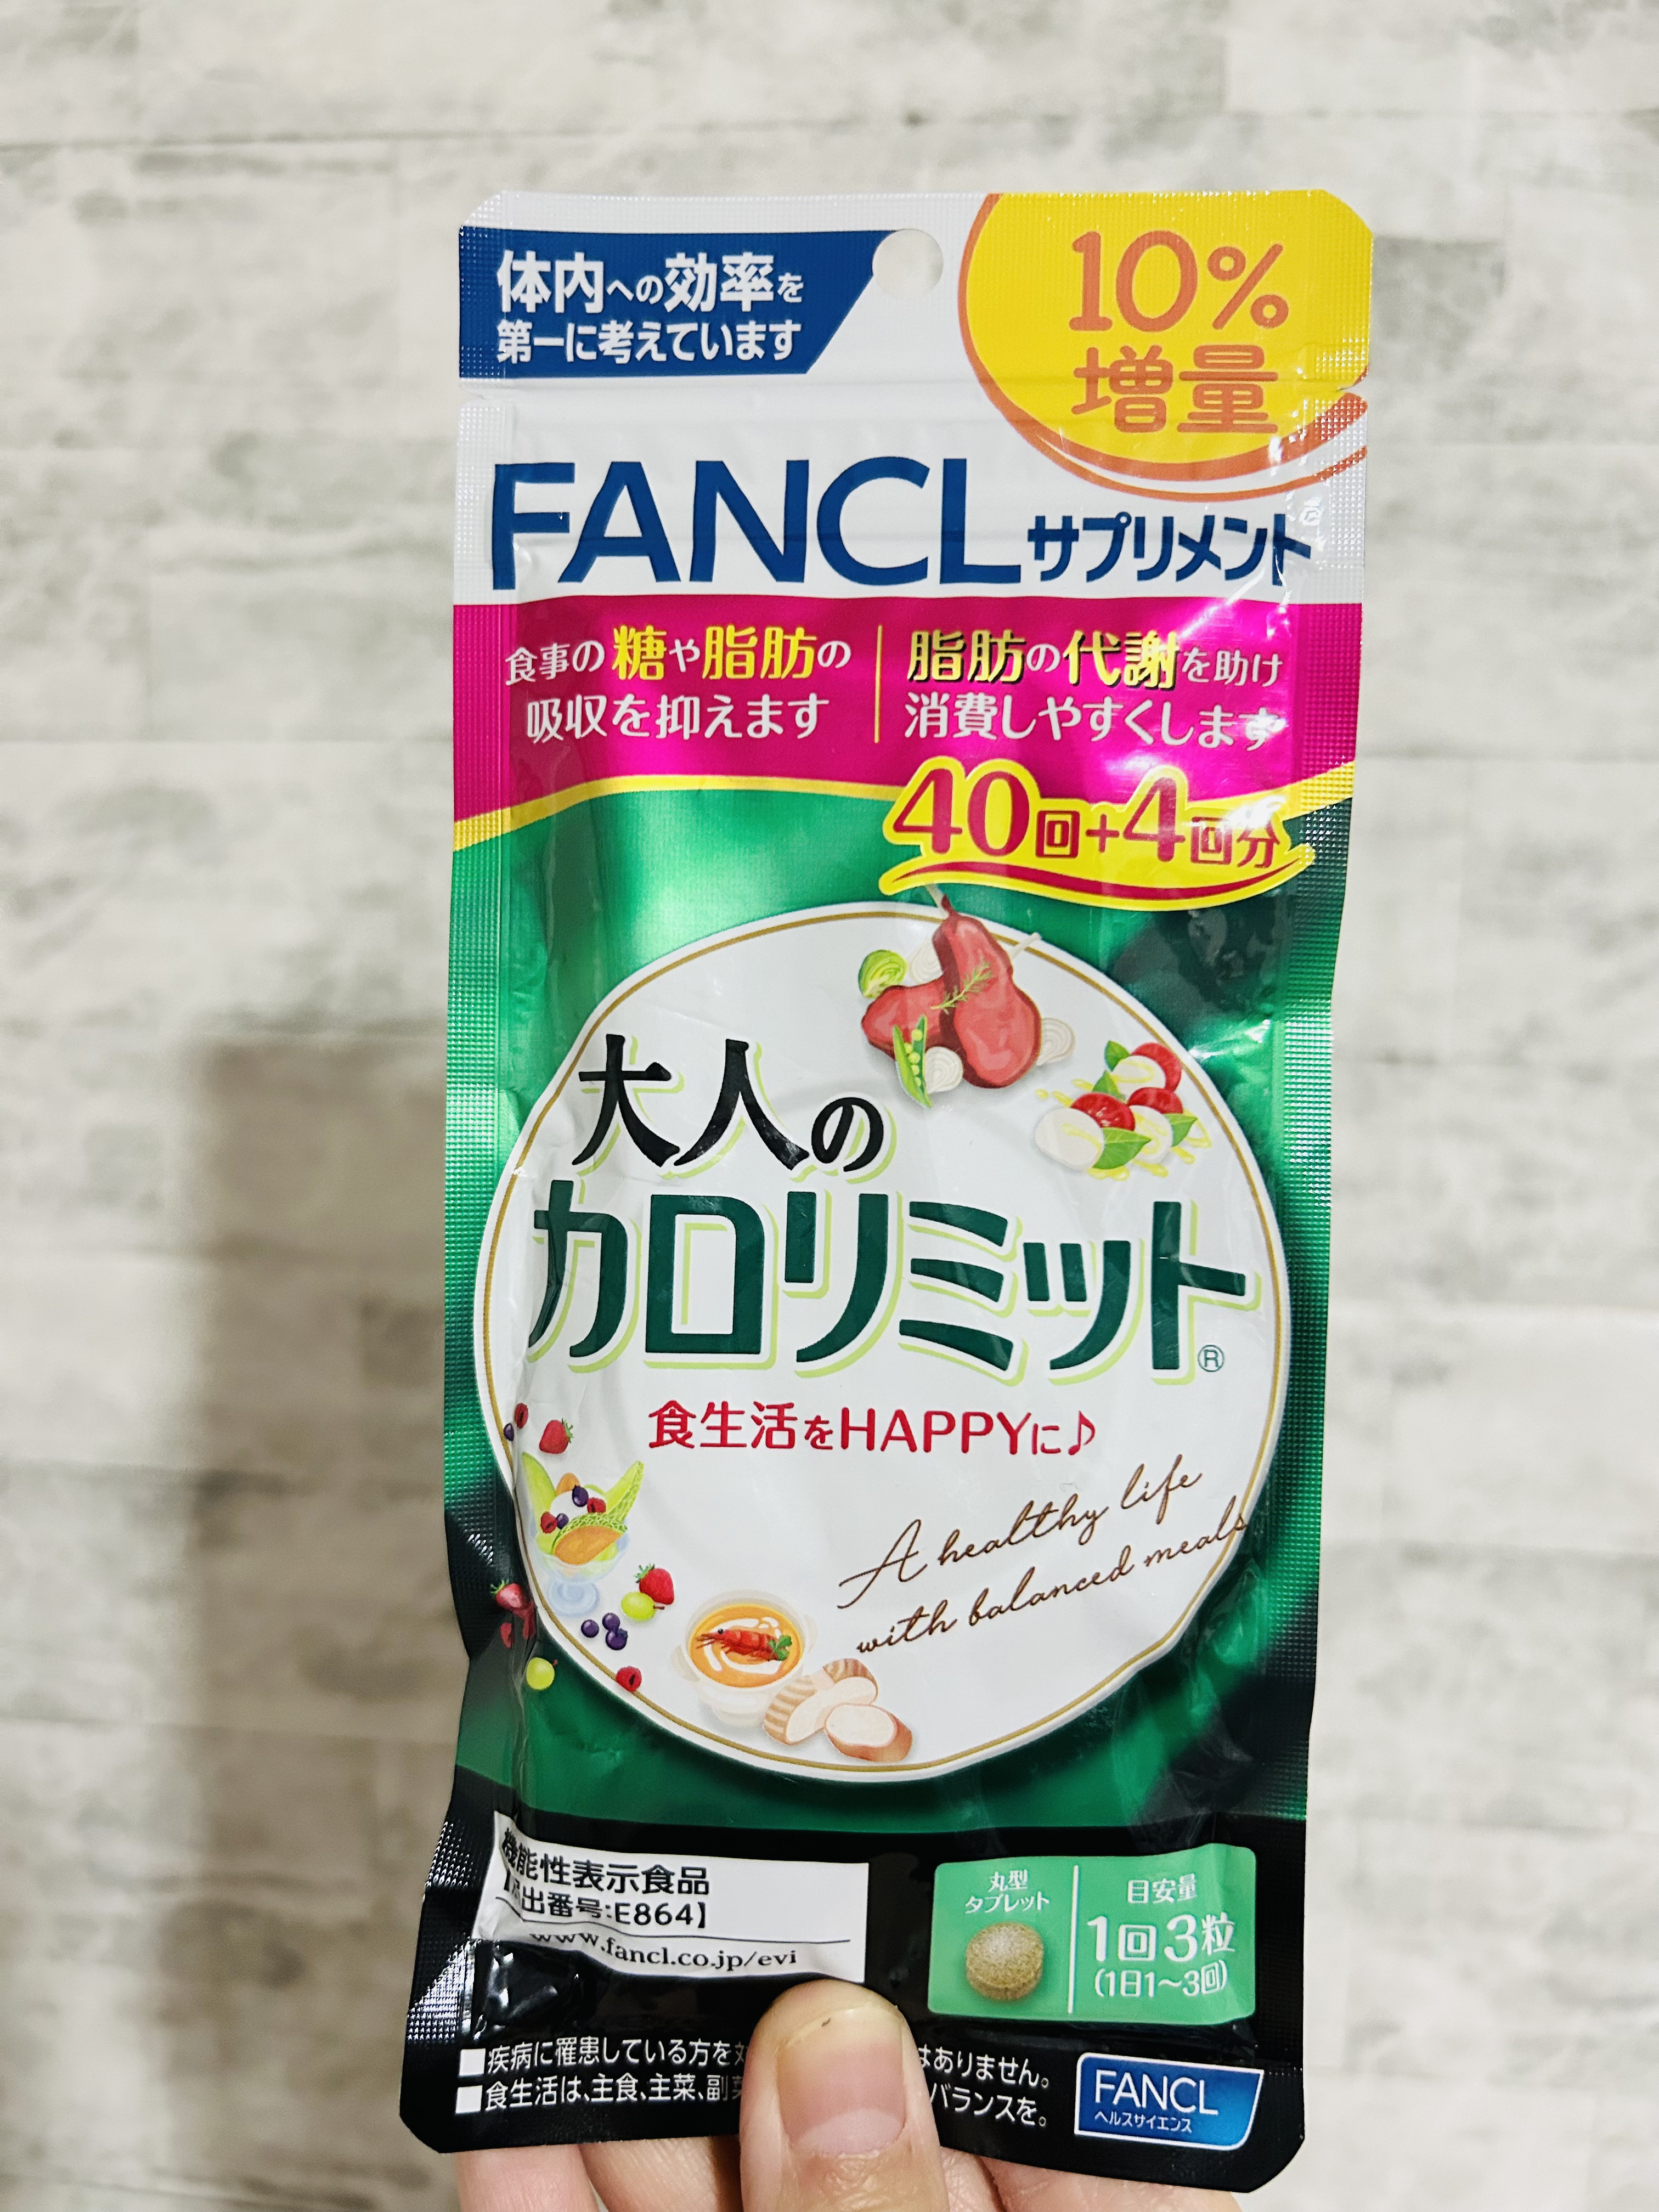 体内への効率を
第一に考えています
10%
増量
FANCL サプリメント
食事の糖や脂肪の
吸収を抑えます
脂肪の代謝を助け
消費しやすくします
40回+4回分
大人の
カロリミット®
食生活をHAPPYに♪
A healthy life
with balanced meals
機能性表示食品
出番号:E864】
www.fancl.co.jp/evi
丸型
タブレット
目安量
1回3粒
(1日1~3回)
■疾病に罹患している方を はありません。
■食生活は、主食、主菜、副 バランスを。
FANCL
ヘルスサイエンス